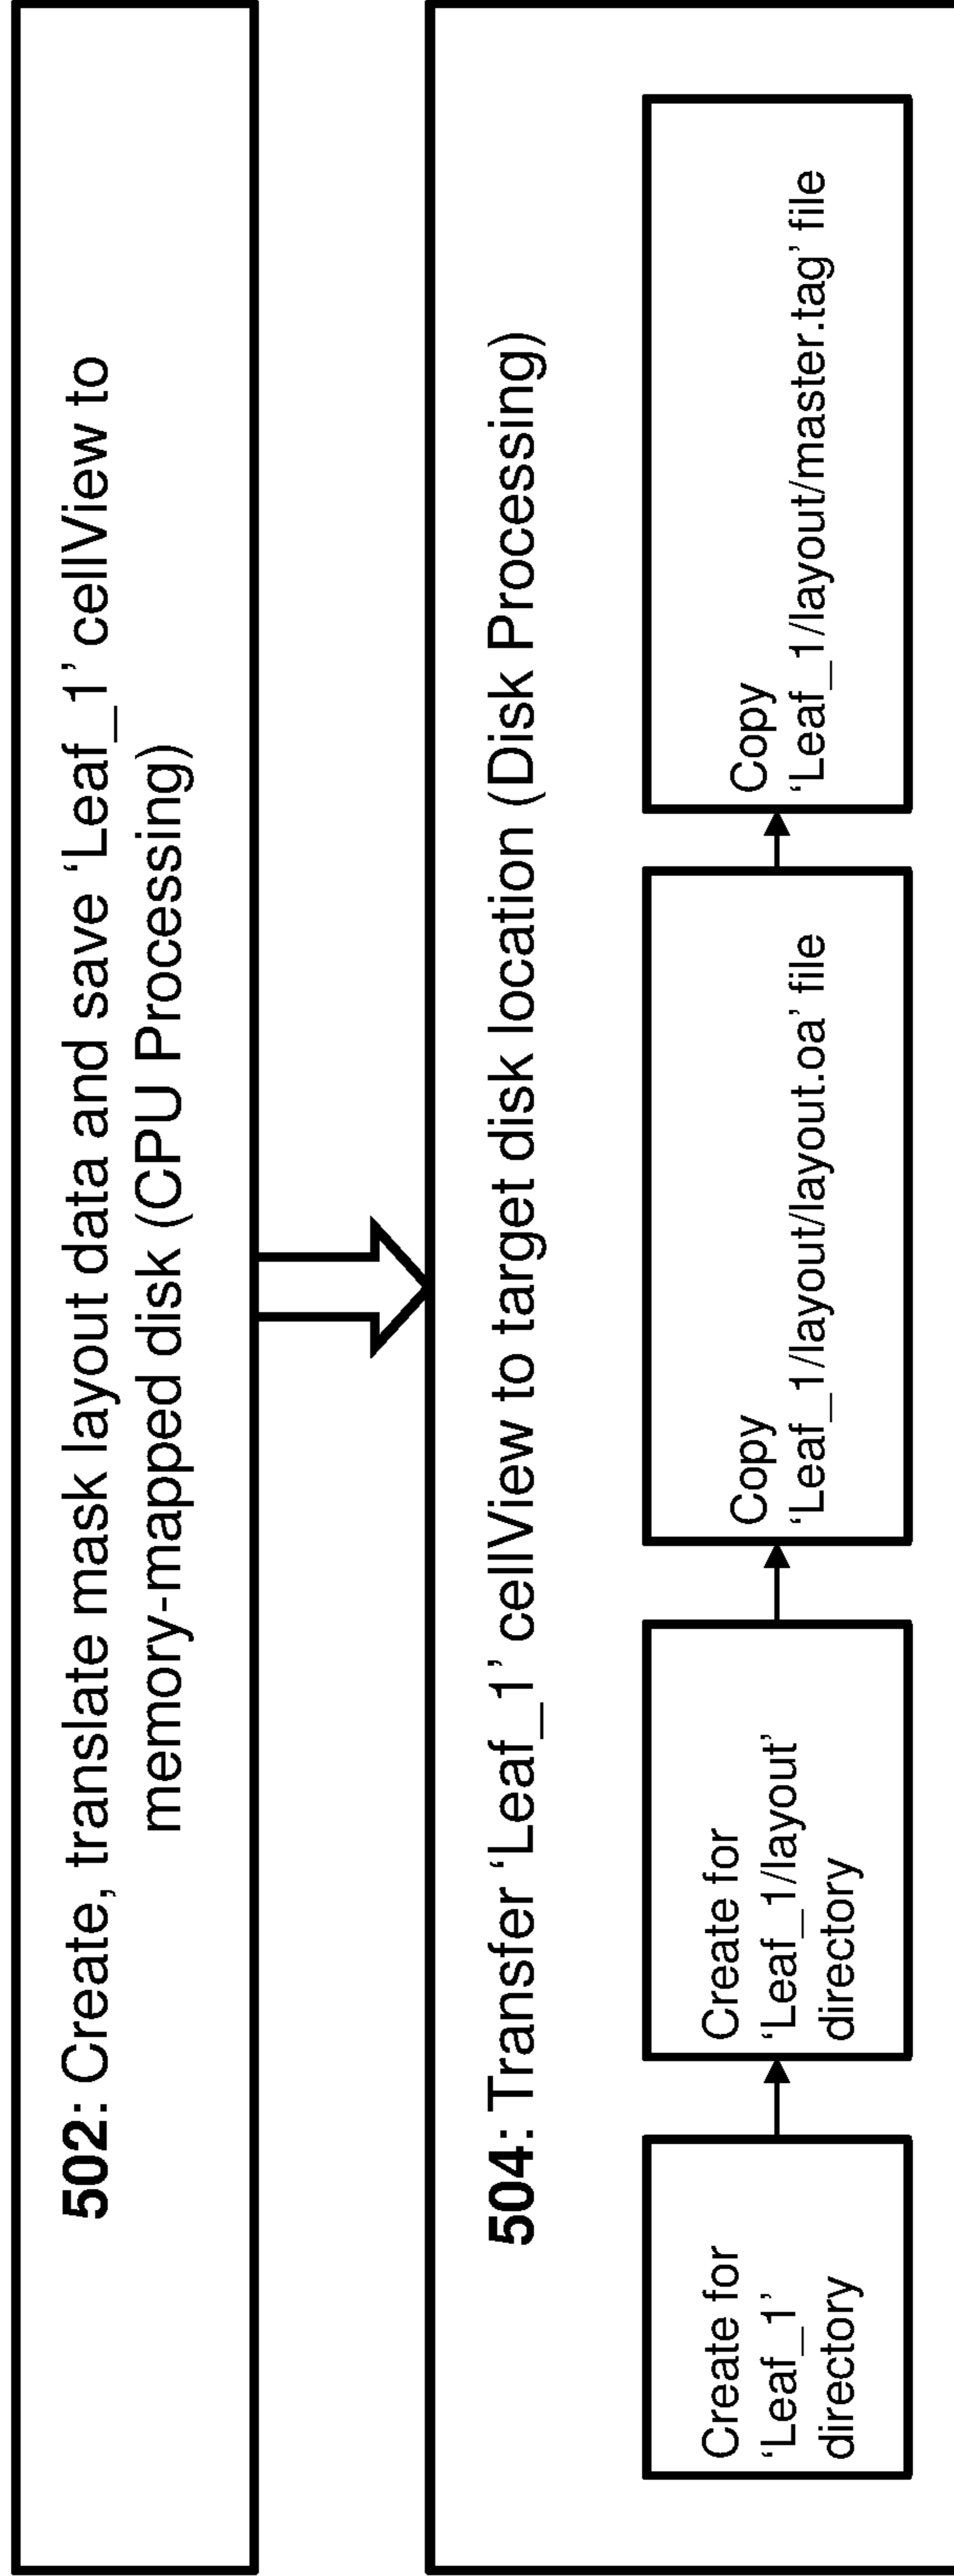 502: Create, translate mask layout data and save ‘Leaf_1’ cellView to
memory-mapped disk (CPU Processing)
504: Transfer ‘Leaf_1’ cellView to target disk location (Disk Processing)
Create for
‘Leaf_1’
directory
Create for
‘Leaf_1/layout’
directory
Copy
‘Leaf_1/layout/layout.oa’ file
Copy
‘Leaf_1/layout/master.tag’ file